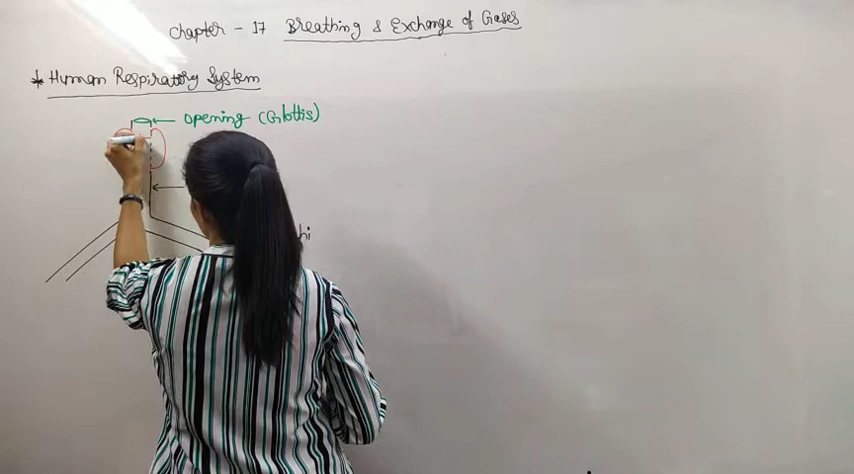 Chapter - 17 Breathing & Exchange of Gases
* Human Respiratory System
Opening (Glottis)
hi